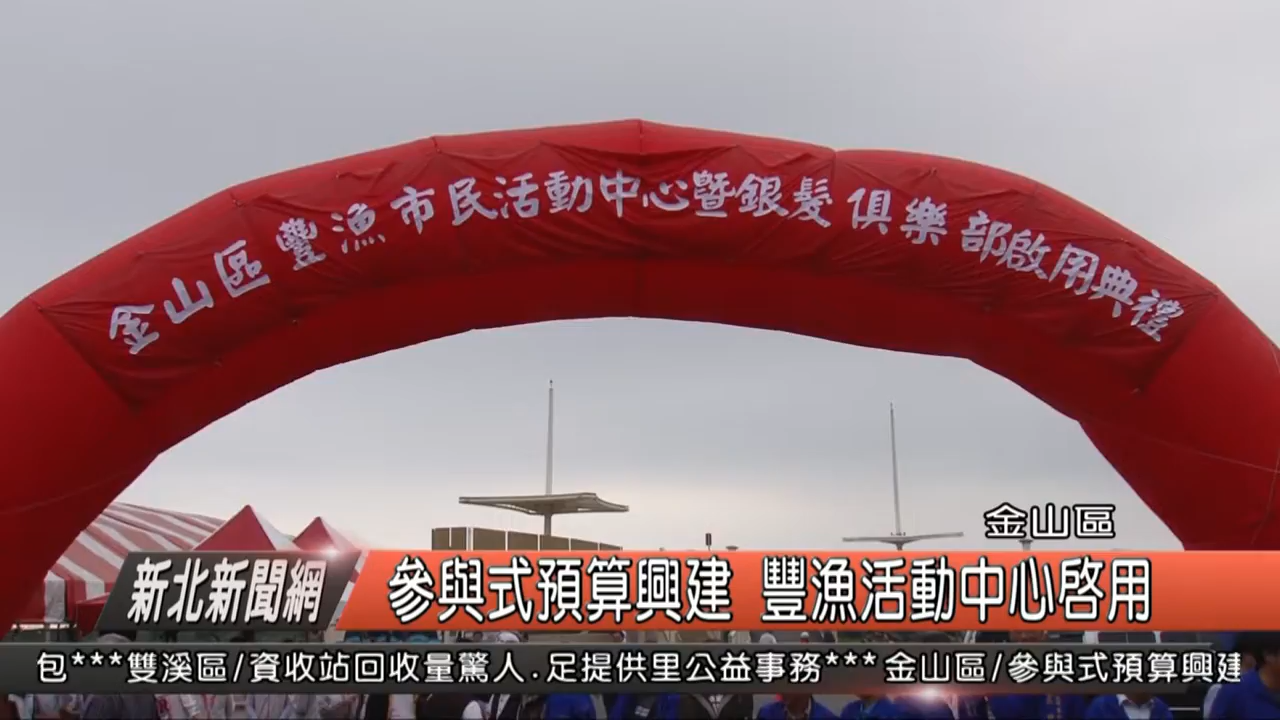 金山區豐漁市民活動中心暨銀髮俱樂部啟用典禮
金山區
新北新聞網
參與式預算興建 豐漁活動中心啓用
包***雙溪區/資收站回收量驚人.足提供里公益事務***金山區/參與式預算興建